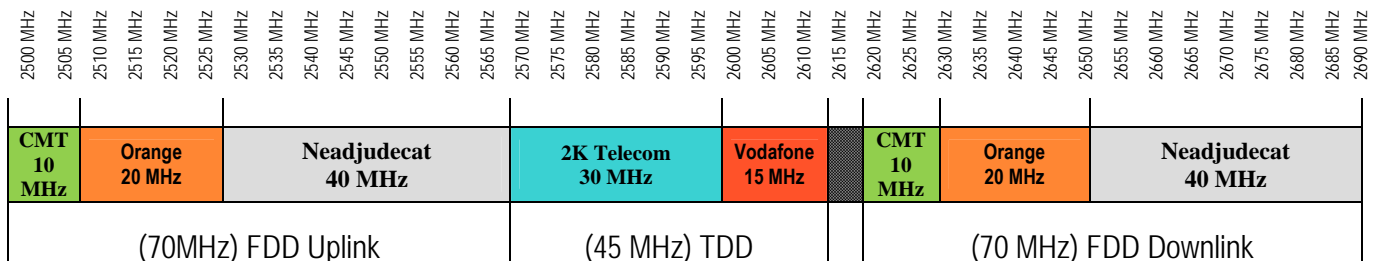 2500 MHz
2505 MHz
2510 MHz
2515 MHz
2520 MHz
2525 MHz
2530 MHz
2535 MHz
2540 MHz
2545 MHz
2550 MHz
2555 MHz
2560 MHz
2565 MHz
2570 MHz
2575 MHz
2580 MHz
2585 MHz
2590 MHz
2595 MHz
2600 MHz
2605 MHz
2610 MHz
2615 MHz
2620 MHz
2625 MHz
2630 MHz
2635 MHz
2640 MHz
2645 MHz
2650 MHz
2655 MHz
2660 MHz
2665 MHz
2670 MHz
2675 MHz
2680 MHz
2685 MHz
2690 MHz
CMT
10
MHz
Orange
20 MHz
Neadjudecat
40 MHz
2K Telecom
30 MHz
Vodafone
15 MHz
CMT
10
MHz
Orange
20 MHz
Neadjudecat
40 MHz
(70MHz) FDD Uplink
(45 MHz) TDD
(70 MHz) FDD Downlink